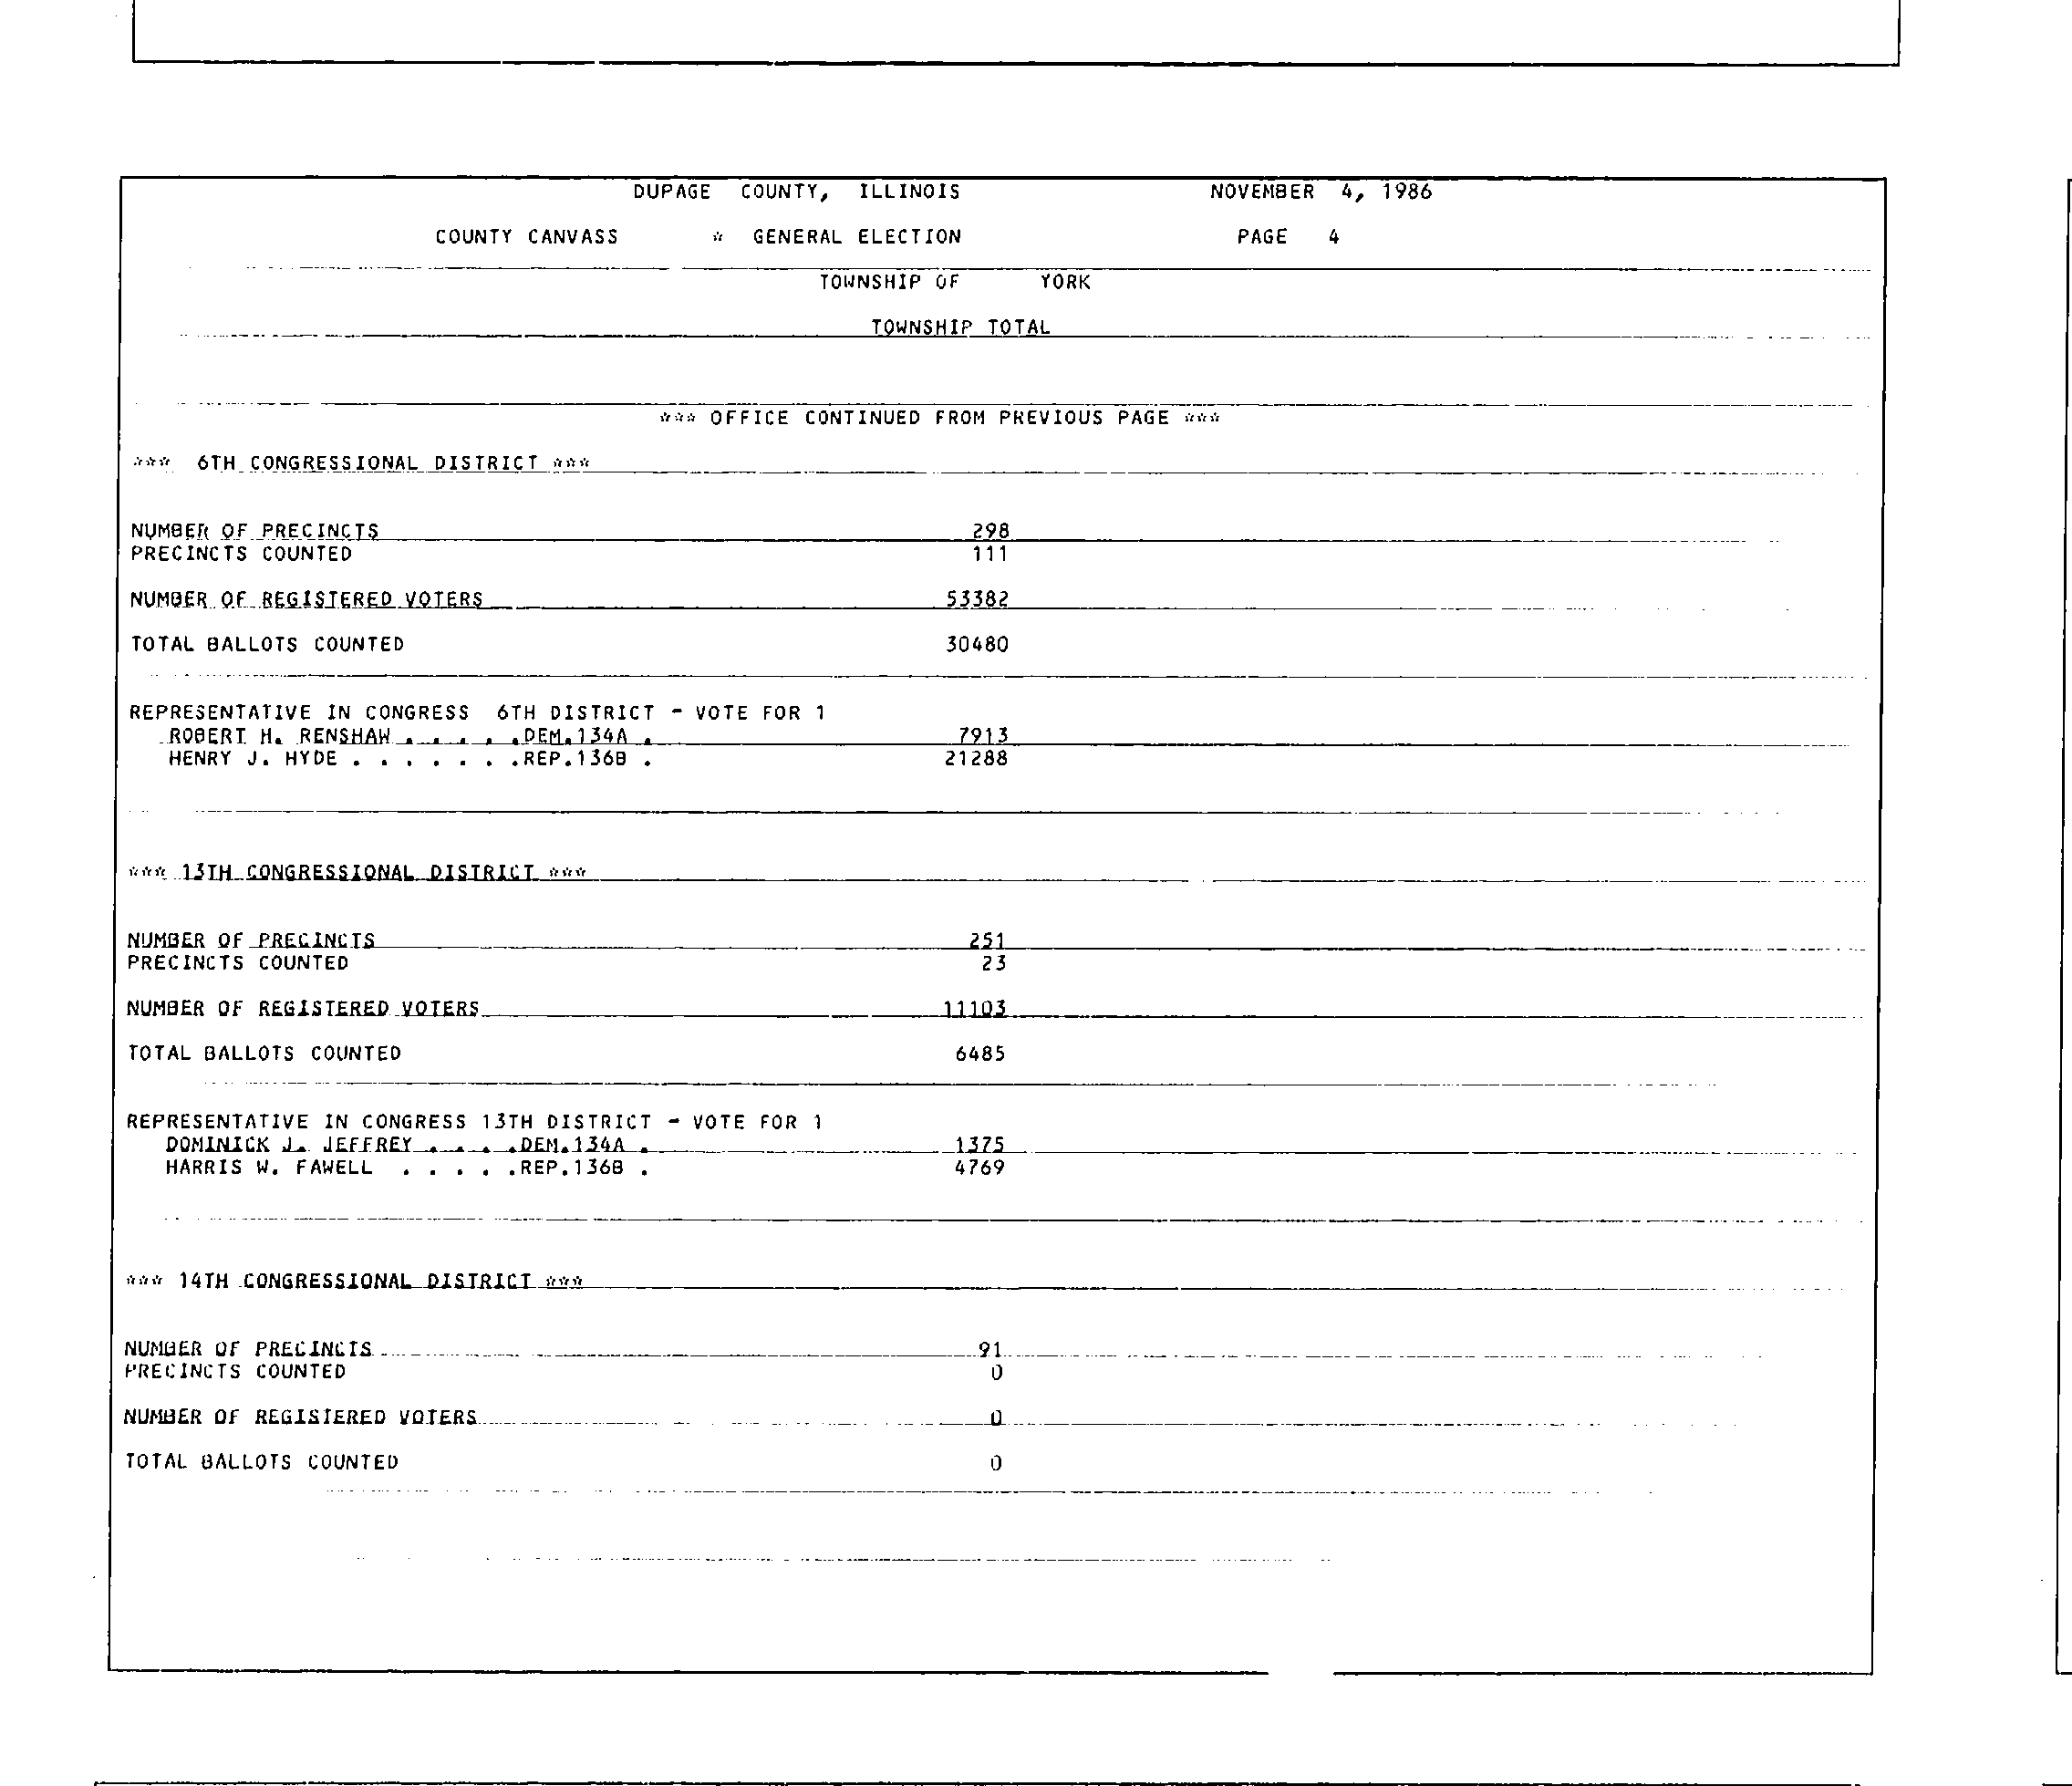 DUPAGE COUNTY, ILLINOIS NOVEMBER 4, 1986
COUNTY CANVASS * GENERAL ELECTION PAGE 4
TOWNSHIP OF YORK
TOWNSHIP TOTAL
*** OFFICE CONTINUED FROM PREVIOUS PAGE ***
*** 6TH CONGRESSIONAL DISTRICT ***
NUMBER OF PRECINCTS 298
PRECINCTS COUNTED 111
NUMBER OF REGISTERED VOTERS 53382
TOTAL BALLOTS COUNTED 30480
REPRESENTATIVE IN CONGRESS 6TH DISTRICT - VOTE FOR 1
ROBERT H. RENSHAW . . . . .DEM.134A . 7913
HENRY J. HYDE . . . . . . .REP.136B . 21288
*** 13TH CONGRESSIONAL DISTRICT ***
NUMBER OF PRECINCTS 251
PRECINCTS COUNTED 23
NUMBER OF REGISTERED VOTERS 11103
TOTAL BALLOTS COUNTED 6485
REPRESENTATIVE IN CONGRESS 13TH DISTRICT - VOTE FOR 1
DOMINICK J. JEFFREY . . . .DEM.134A . 1375
HARRIS W. FAWELL . . . . .REP.136B . 4769
*** 14TH CONGRESSIONAL DISTRICT ***
NUMBER OF PRECINCTS 91
PRECINCTS COUNTED 0
NUMBER OF REGISTERED VOTERS 0
TOTAL BALLOTS COUNTED 0